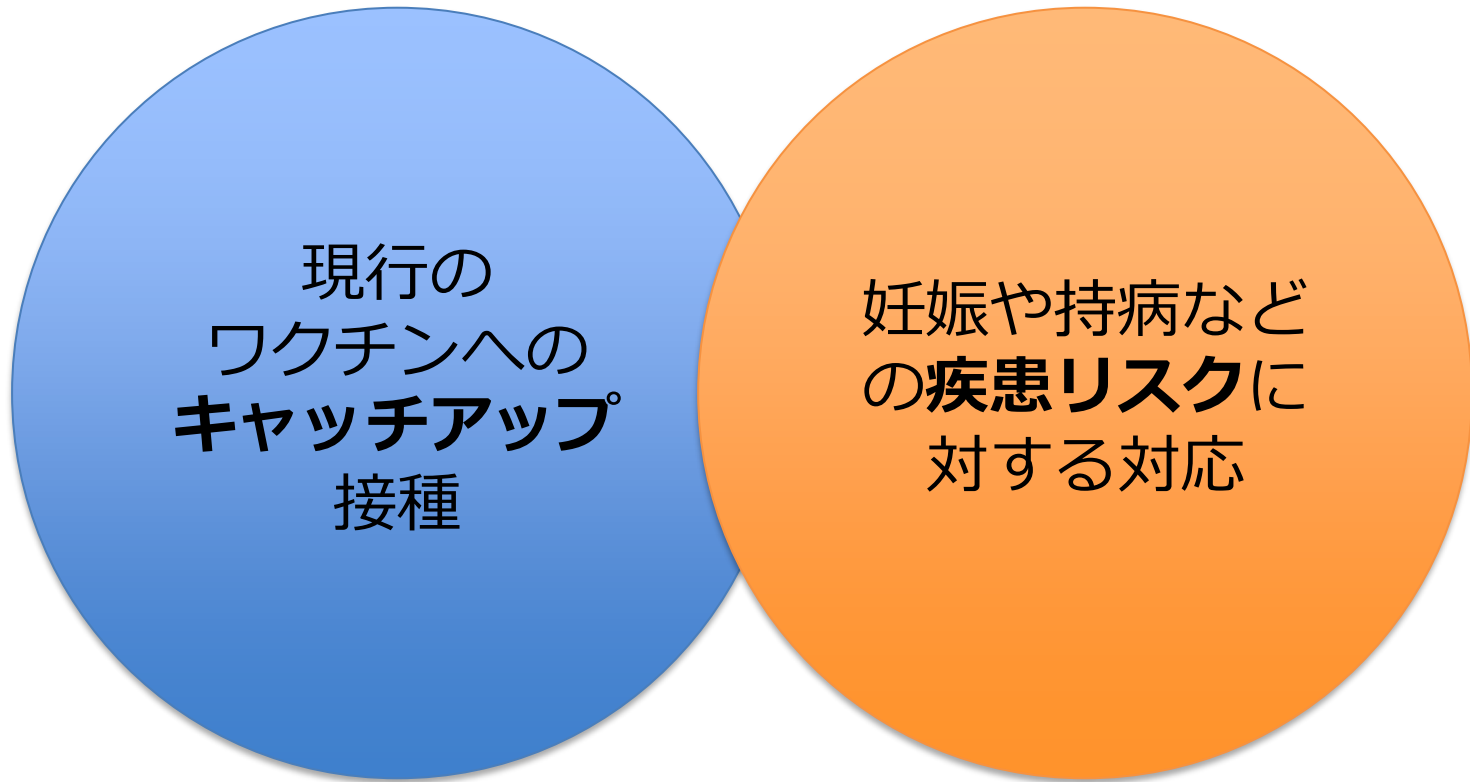 現行の
ワクチンへの
キャッチアップ
接種
妊娠や持病など
の疾患リスクに
対する対応